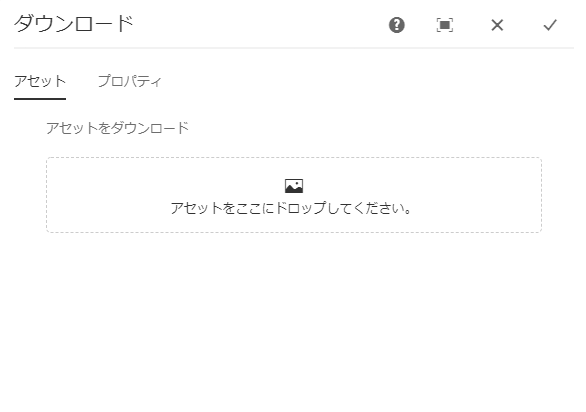 ダウンロード
アセット プロパティ
アセットをダウンロード
アセットをここにドロップしてください。